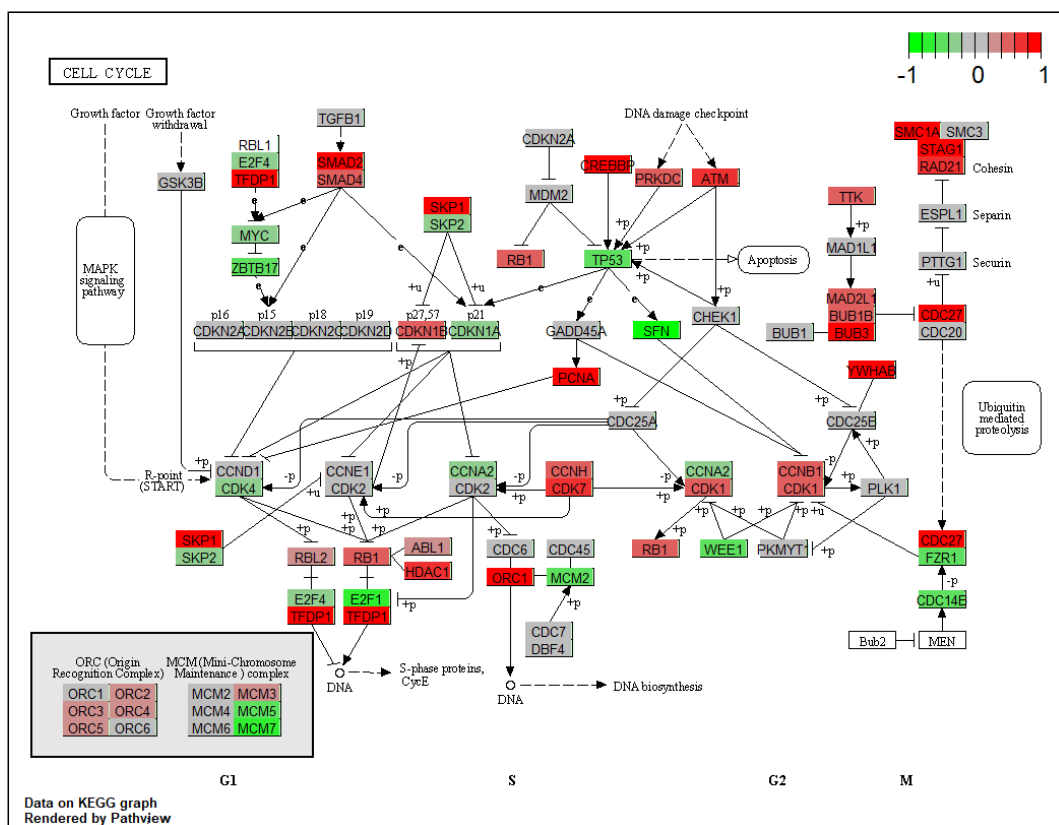 -1 0 1
CELL CYCLE
Growth factor
Growth factor
withdrawal
TGFB1
DNA damage checkpoint
RBL1
E2F4
TFDP1
GSK3B
SMAD2
SMAD4
CDKN2A
CREBBP
PRKDC
ATM
SMC1A SMC3
STAG1
RAD21
Cohesin
MDM2
TTK
+p
e
e
e
MYC
SKP1
SKP2
RB1
+p
+p
ESPL1
Separin
MAD1L1
MAPK
signaling
pathway
ZBTB17
TP53
Apoptosis
PTTG1
Securin
+u
+u
e
e
e
+p
+p
+u
MAD2L1
BUB1B
BUB3
BUB1
CDC27
CDC20
p16 p15 p18 p19
CDKN2A CDKN2B CDKN2C CDKN2D
p27,57
CDKN1B
p21
CDKN1A
GADD45A
SFN
CHEK1
+p
PCNA
YWHAB
Ubiquitin
mediated
proteolysis
+p
+p
CDC25A
CDC25B
R-point
(START)
+p
CCND1
CDK4
-p
CCNE1
CDK2
+u
-p
CCNA2
CDK2
-p
+p
CCNH
CDK7
-p
+p
CCNA2
CDK1
CCNB1
CDK1
-p
+p
+p
PLK1
SKP1
SKP2
+p
+p
+p
+p
+p
+p
+p
+p
+p
+u
RBL2
RB1
ABL1
HDAC1
CDC6
CDC45
ORC1
MCM2
RB1
WEE1
PKMYT1
+p
CDC27
FZR1
-p
E2F4
TFDP1
E2F1
TFDP1
+p
+p
CDC7
DBF4
CDC14B
Bub2
MEN
DNA
S-phase proteins,
CycE
DNA
DNA biosynthesis
ORC (Origin
Recognition Complex)
MCM (Mini-Chromosome
Maintenance ) complex
ORC1 ORC2
ORC3 ORC4
ORC5 ORC6
MCM2 MCM3
MCM4 MCM5
MCM6 MCM7
G1 S G2 M
Data on KEGG graph
Rendered by Pathview